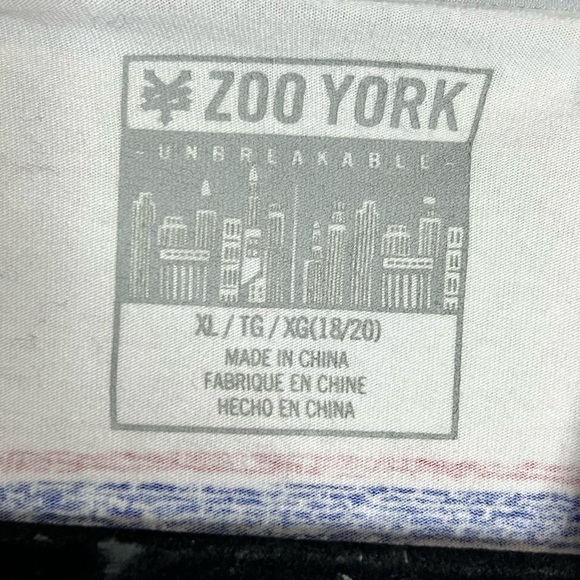 ZOO YORK
- UNBREAKABLE -
XL / TG / XG(18/20)
MADE IN CHINA
FABRIQUE EN CHINE
HECHO EN CHINA